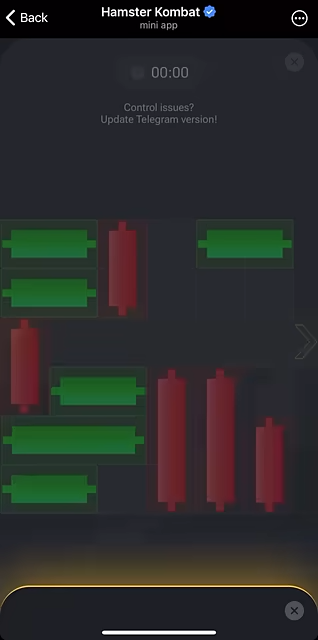 Back
Hamster Kombat
mini app
00:00
Control issues?
Update Telegram version!